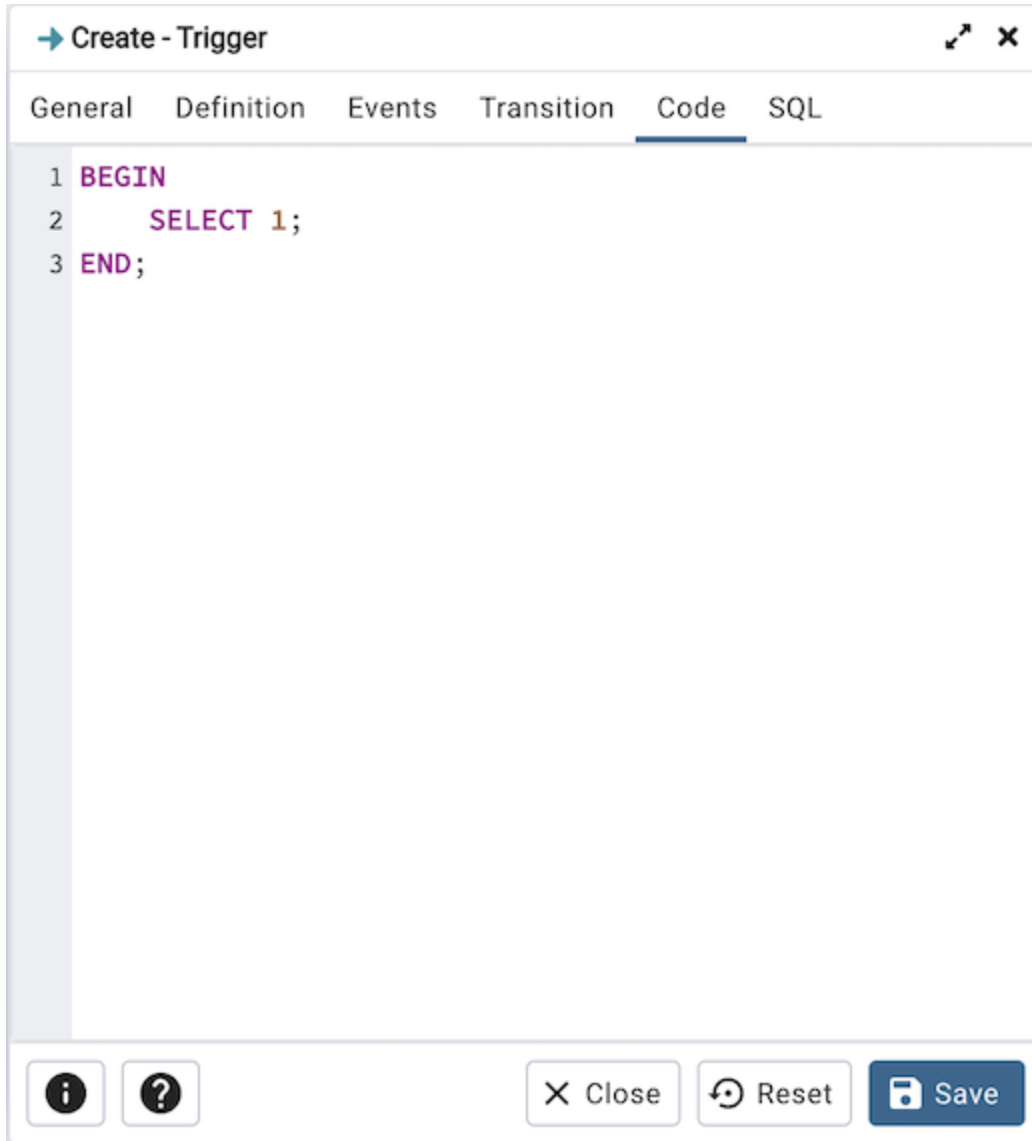 Create - Trigger
General Definition Events Transition Code SQL
1 BEGIN
2 SELECT 1;
3 END;
Close Reset Save